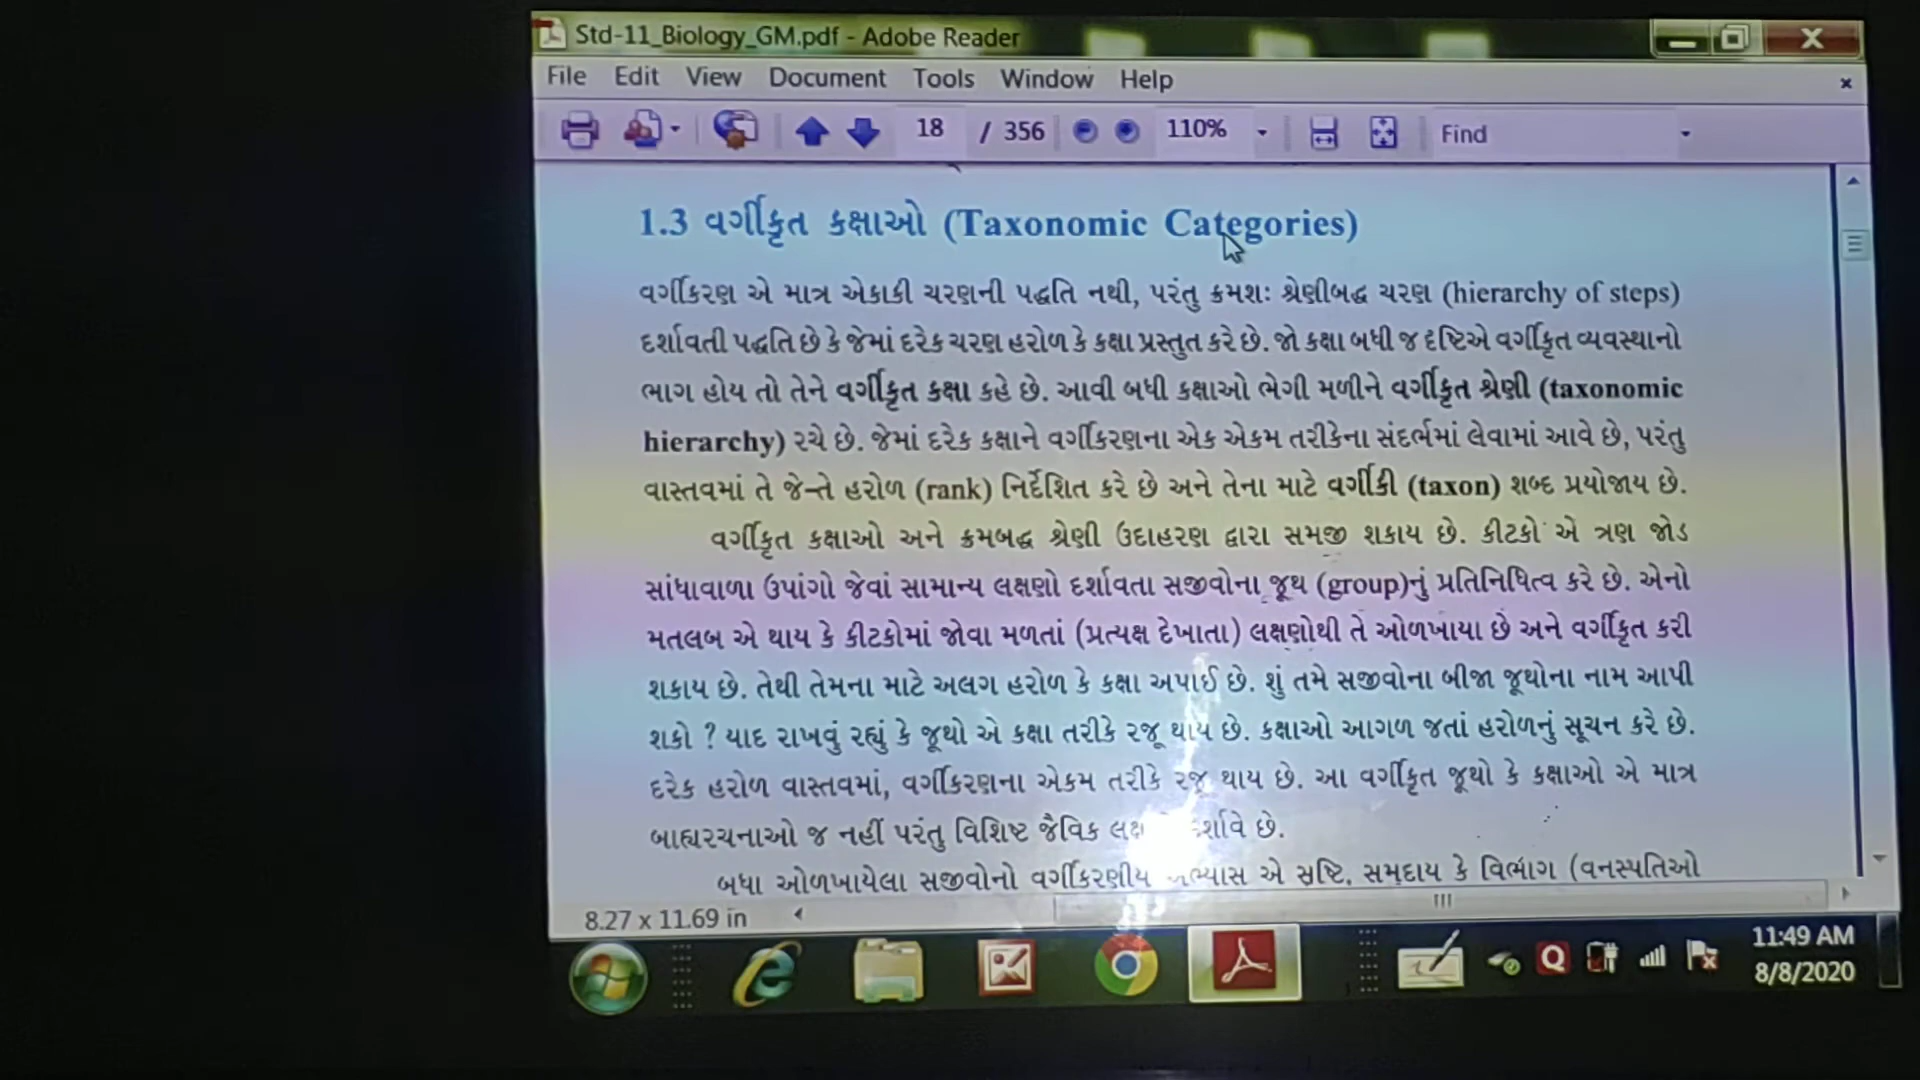 Std-11_Biology_GM.pdf - Adobe Reader
File Edit View Document Tools Window Help
18 / 356 110% Find
1.3 વર્ગીકૃત કક્ષાઓ (Taxonomic Categories)
વર્ગીકરણ એ માત્ર એકાકી ચરણની પદ્ધતિ નથી, પરંતુ ક્રમશઃ શ્રેણીબદ્ધ ચરણ (hierarchy of steps)
દર્શાવતી પદ્ધતિ છે કે જેમાં દરેક ચરણ હરોળ કે કક્ષા પ્રસ્તુત કરે છે. જો કક્ષા બધી જ દૃષ્ટિએ વર્ગીકૃત વ્યવસ્થાનો
ભાગ હોય તો તેને વર્ગીકૃત કક્ષા કહે છે. આવી બધી કક્ષાઓ ભેગી મળીને વર્ગીકૃત શ્રેણી (taxonomic
hierarchy) રચે છે. જેમાં દરેક કક્ષાને વર્ગીકરણના એક એકમ તરીકેના સંદર્ભમાં લેવામાં આવે છે, પરંતુ
વાસ્તવમાં તે જે-તે હરોળ (rank) નિર્દેશિત કરે છે અને તેના માટે વર્ગીકી (taxon) શબ્દ પ્રયોજાય છે.
વર્ગીકૃત કક્ષાઓ અને ક્રમબદ્ધ શ્રેણી ઉદાહરણ દ્વારા સમજી શકાય છે. કીટકો એ ત્રણ જોડ
સાંધાવાળા ઉપાંગો જેવાં સામાન્ય લક્ષણો દર્શાવતા સજીવોના જૂથ (group)નું પ્રતિનિધિત્વ કરે છે. એનો
મતલબ એ થાય કે કીટકોમાં જોવા મળતાં (પ્રત્યક્ષ દેખાતા) લક્ષણોથી તે ઓળખાયા છે અને વર્ગીકૃત કરી
શકાય છે. તેથી તેમના માટે અલગ હરોળ કે કક્ષા અપાઈ છે. શું તમે સજીવોના બીજા જૂથોના નામ આપી
શકો ? યાદ રાખવું રહ્યું કે જૂથો એ કક્ષા તરીકે રજૂ થાય છે. કક્ષાઓ આગળ જતાં હરોળનું સૂચન કરે છે.
દરેક હરોળ વાસ્તવમાં, વર્ગીકરણના એકમ તરીકે રજૂ થાય છે. આ વર્ગીકૃત જૂથો કે કક્ષાઓ એ માત્ર
બાહ્યરચનાઓ જ નહીં પરંતુ વિશિષ્ટ જૈવિક છે.
બધા ઓળખાયેલા સજીવોનો વર્ગીકરણીય અભ્યાસ એ સૃષ્ટિ, સમુદાય કે વિભાગ (વનસ્પતિઓ
8.27 x 11.69 in
11:49 AM
8/8/2020